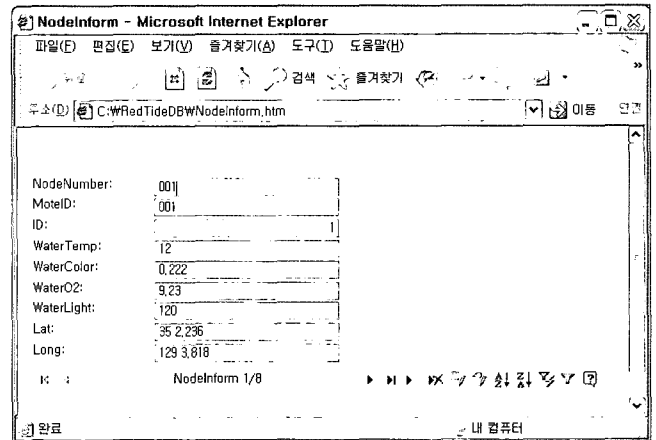 NodeInform - Microsoft Internet Explorer
파일(F) 편집(E) 보기(V) 즐겨찾기(A) 도구(T) 도움말(H)
검색 즐겨찾기
주소(D) C:₩RedTideDB₩NodeInform.htm 이동 연결
NodeNumber: 001
MoteID: 001
ID: 1
WaterTemp: 12
WaterColor: 0.222
WaterO2: 9.23
WaterLight: 120
Lat: 35 2.236
Long: 129 3.818
NodeInform 1/8
완료 내 컴퓨터